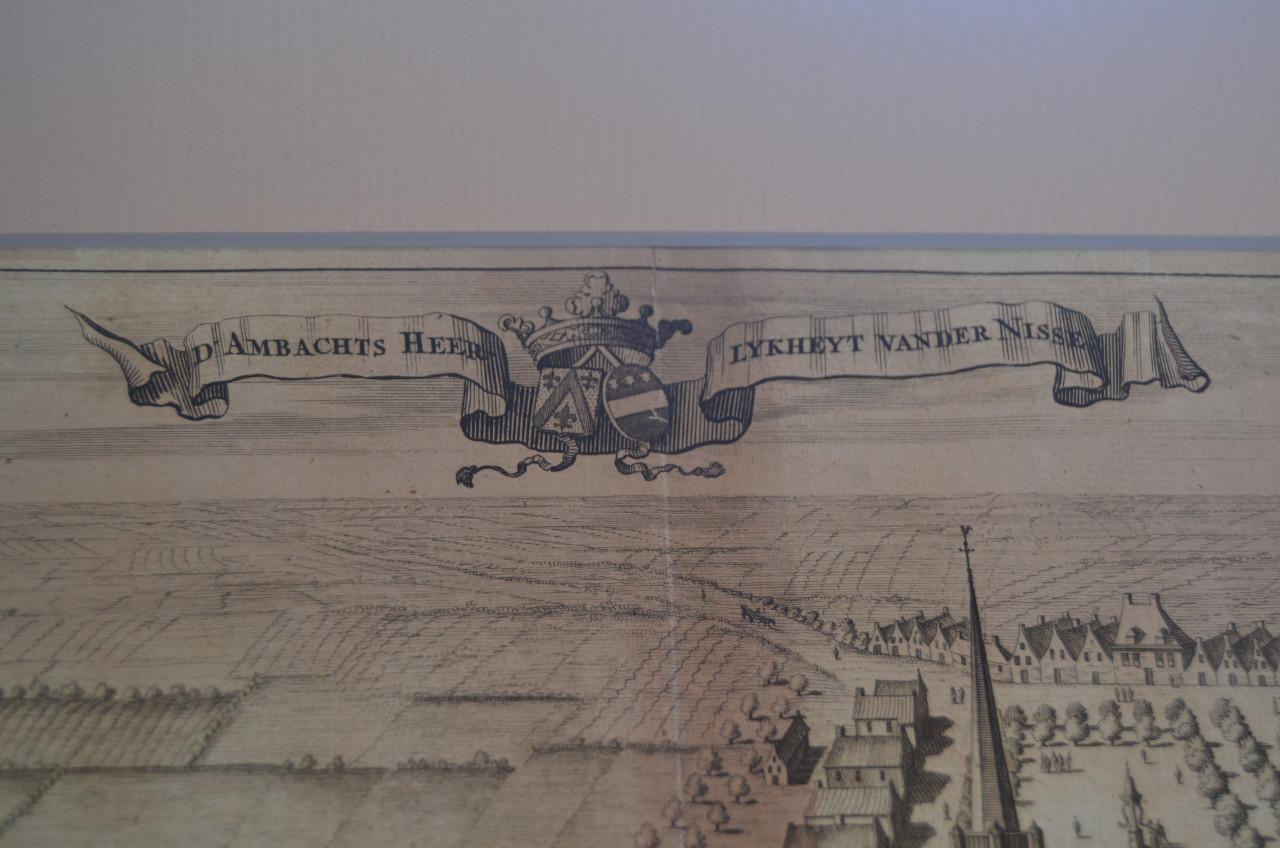 D'AMBACHTS HEER-
LYKHEYT VANDER NISSE